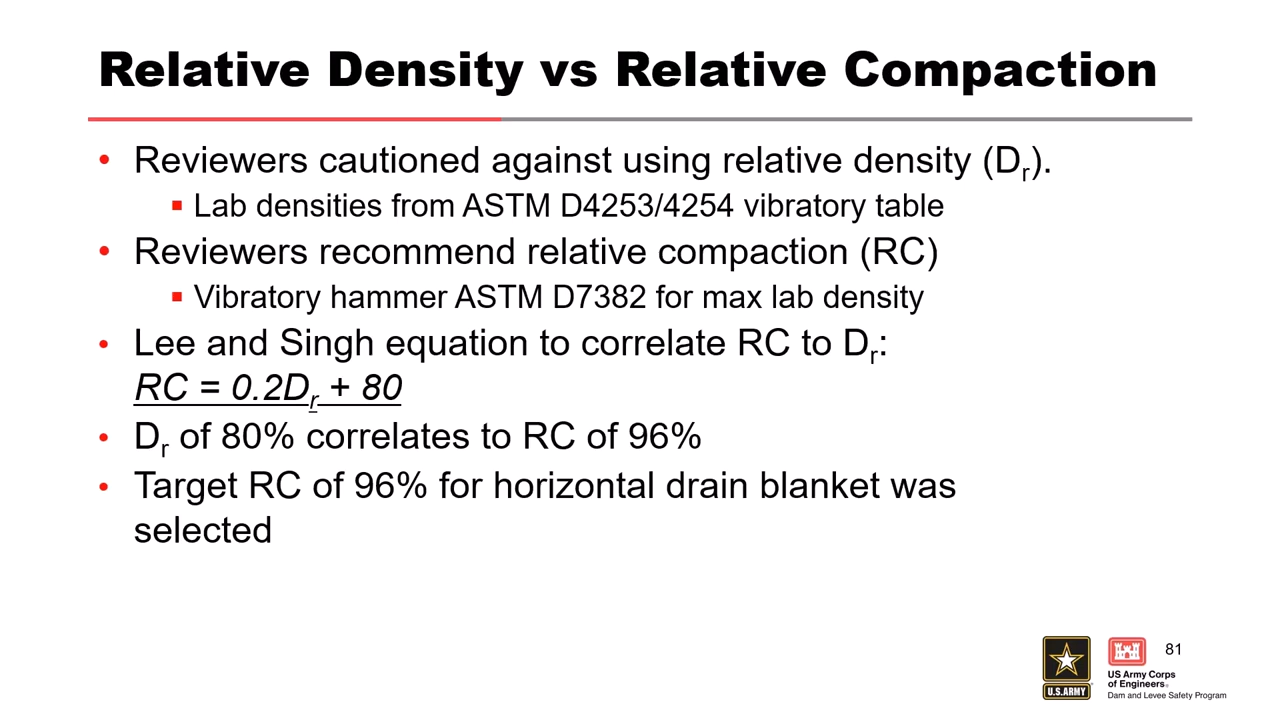 Relative Density vs Relative Compaction
• Reviewers cautioned against using relative density (Dr).
▪ Lab densities from ASTM D4253/4254 vibratory table
• Reviewers recommend relative compaction (RC)
▪ Vibratory hammer ASTM D7382 for max lab density
• Lee and Singh equation to correlate RC to Dr:
RC = 0.2Dr + 80
• Dr of 80% correlates to RC of 96%
• Target RC of 96% for horizontal drain blanket was
selected
81
U.S.ARMY
US Army Corps
of Engineers®
Dam and Levee Safety Program